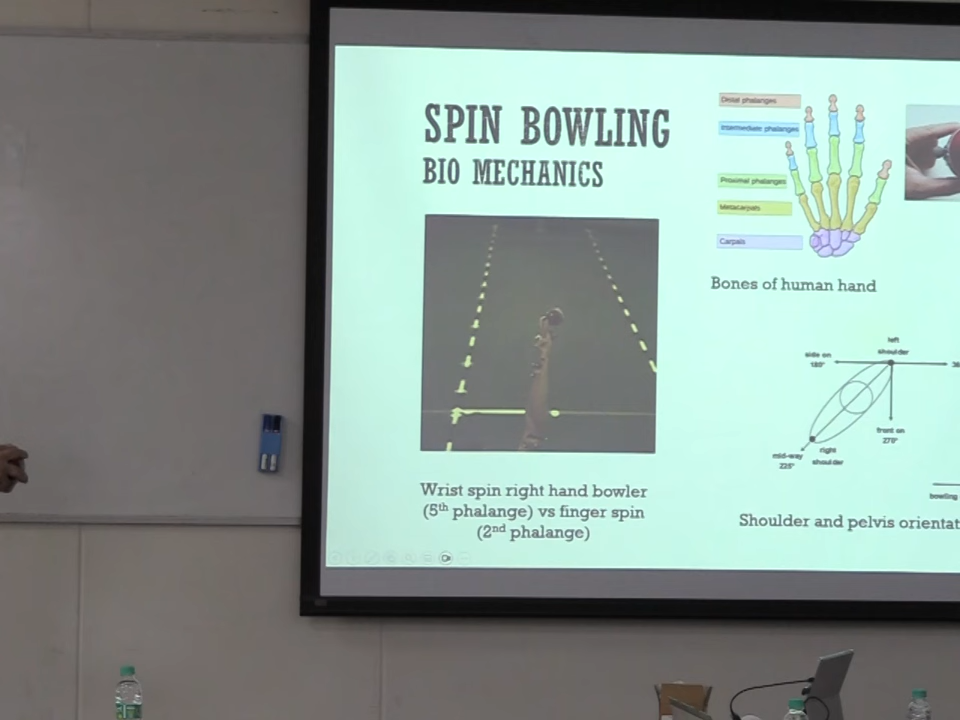 SPIN BOWLING
BIO MECHANICS
Distal phalanges
Intermediate phalanges
Proximal phalanges
Metacarpals
Carpals
Bones of human hand
left
shoulder
side on
180°
front on
270°
mid-way
225°
right
shoulder
bowling
Shoulder and pelvis orientat
Wrist spin right hand bowler
(5th phalange) vs finger spin
(2nd phalange)